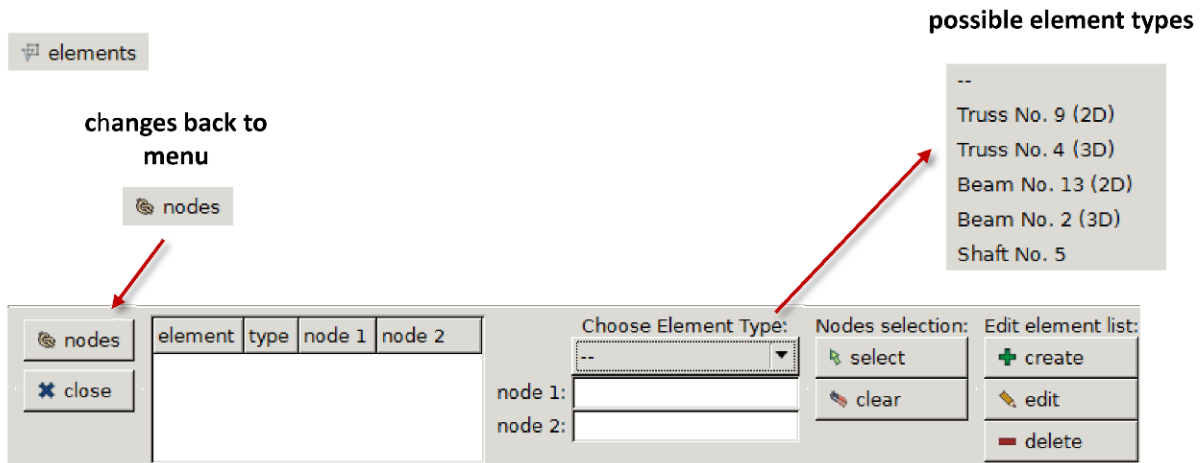 possible element types
elements
--
Truss No. 9 (2D)
Truss No. 4 (3D)
Beam No. 13 (2D)
Beam No. 2 (3D)
Shaft No. 5
changes back to
menu
nodes
nodes
close
element type node 1 node 2
Choose Element Type:
--
node 1:
node 2:
Nodes selection:
select
clear
Edit element list:
create
edit
delete